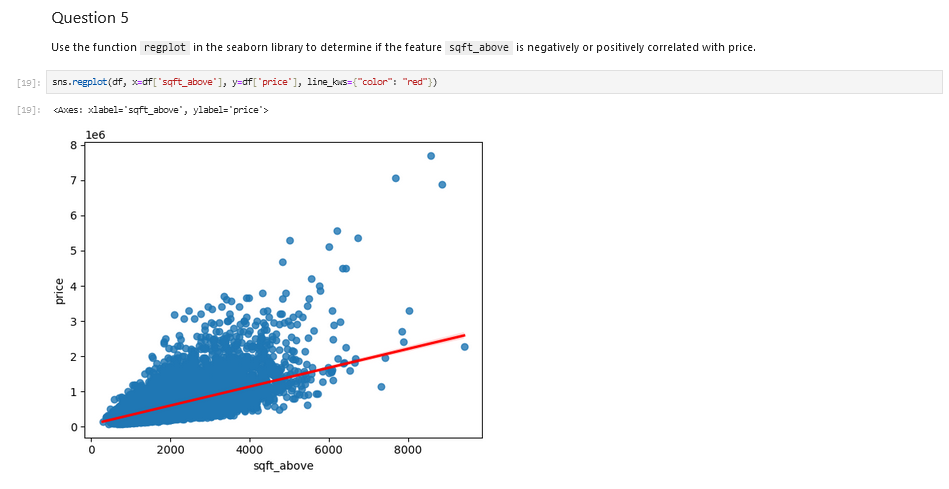 Question 5
Use the function regplot in the seaborn library to determine if the feature sqft_above is negatively or positively correlated with price.
[19]: sns.regplot(df, x=df['sqft_above'], y=df['price'], line_kws={"color": "red"})
[19]: <Axes: xlabel='sqft_above', ylabel='price'>
1e6
8
7
6
5
4
3
2
1
0
price
0 2000 4000 6000 8000
sqft_above